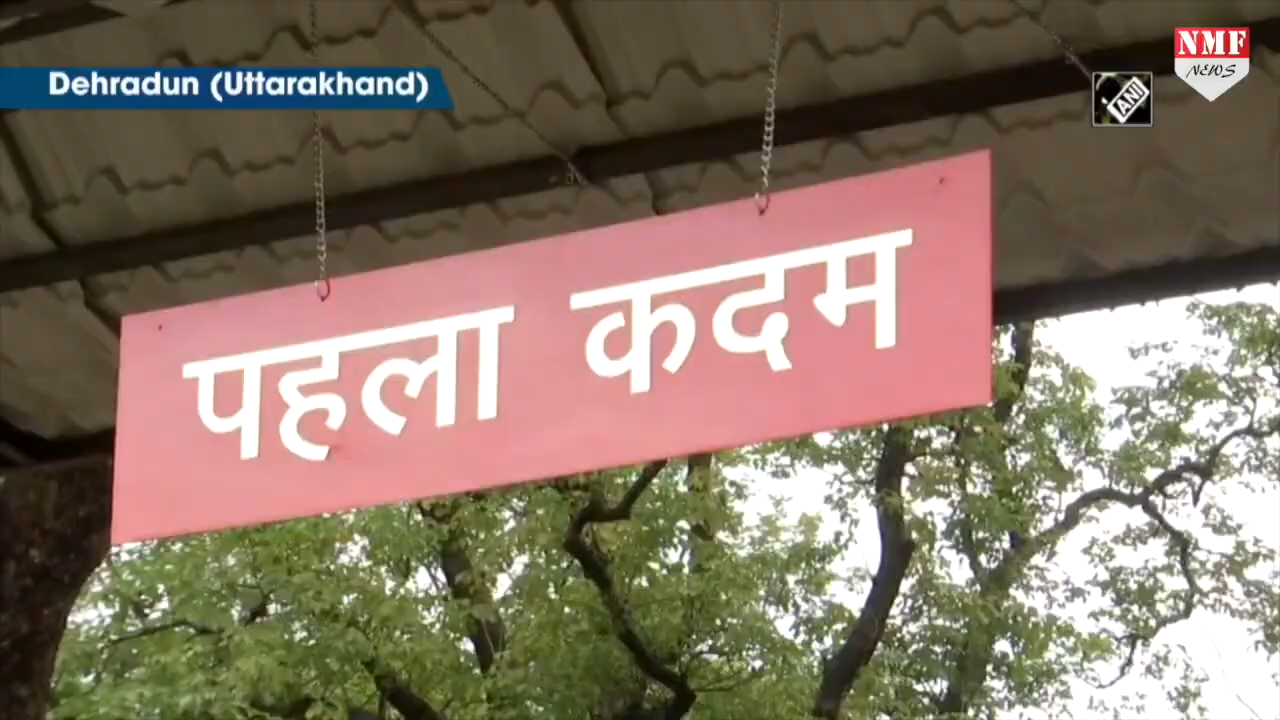 Dehradun (Uttarakhand)
NMF
NEWS
ANI
पहला कदम